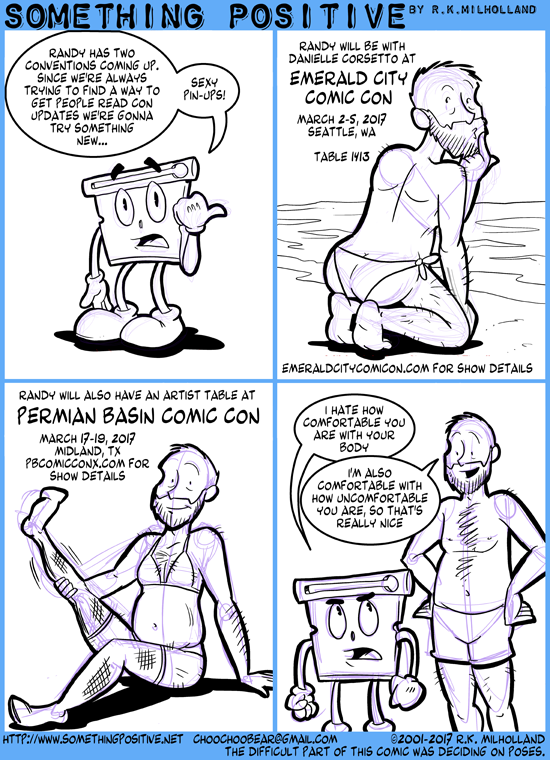 SOMETHING POSITIVE BY R.K.MILHOLLAND
RANDY HAS TWO
CONVENTIONS COMING UP.
SINCE WE'RE ALWAYS
TRYING TO FIND A WAY TO
GET PEOPLE READ CON
UPDATES WE'RE GONNA
TRY SOMETHING
NEW...
SEXY
PIN-UPS!
RANDY WILL BE WITH
DANIELLE CORSETTO AT
EMERALD CITY
COMIC CON
MARCH 2-5, 2017
SEATTLE, WA
TABLE 1413
EMERALDCITYCOMICON.COM FOR SHOW DETAILS
RANDY WILL ALSO HAVE AN ARTIST TABLE AT
PERMIAN BASIN COMIC CON
MARCH 17-19, 2017
MIDLAND, TX
PBCOMICCONX.COM FOR
SHOW DETAILS
I HATE HOW
COMFORTABLE YOU
ARE WITH YOUR
BODY
I'M ALSO
COMFORTABLE WITH
HOW UNCOMFORTABLE
YOU ARE, SO THAT'S
REALLY NICE
HTTP://WWW.SOMETHINGPOSITIVE.NET CHOOCHOOBEAR@GMAIL.COM ©2001-2017 R.K. MILHOLLAND
THE DIFFICULT PART OF THIS COMIC WAS DECIDING ON POSES.